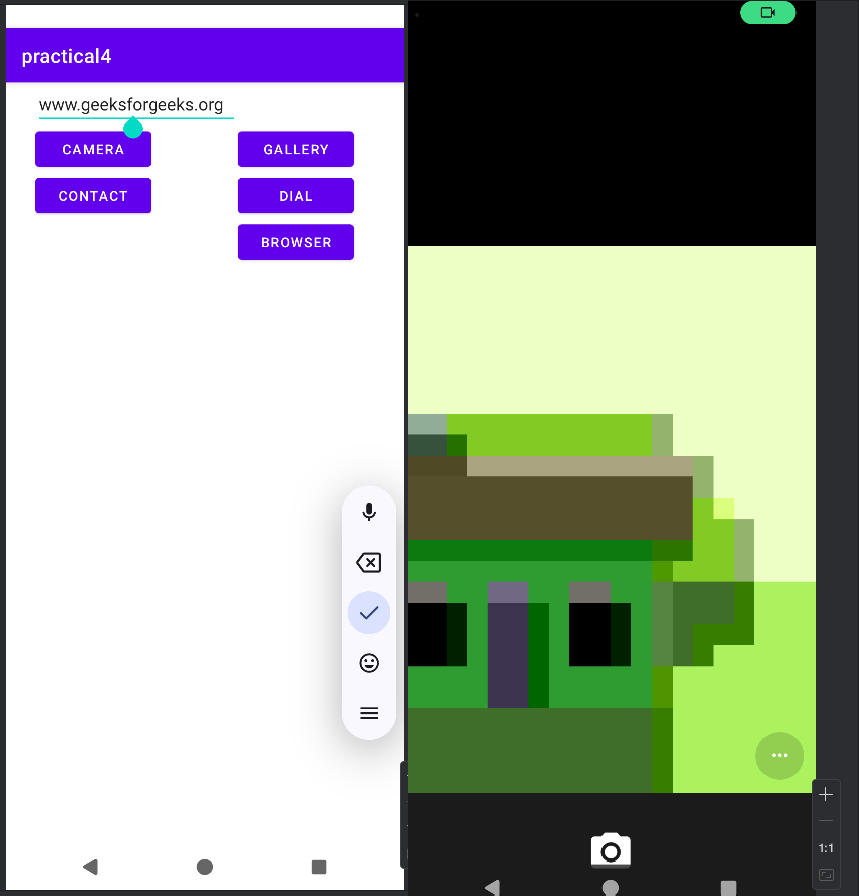 practical4
www.geeksforgeeks.org
CAMERA
GALLERY
CONTACT
DIAL
BROWSER
1:1